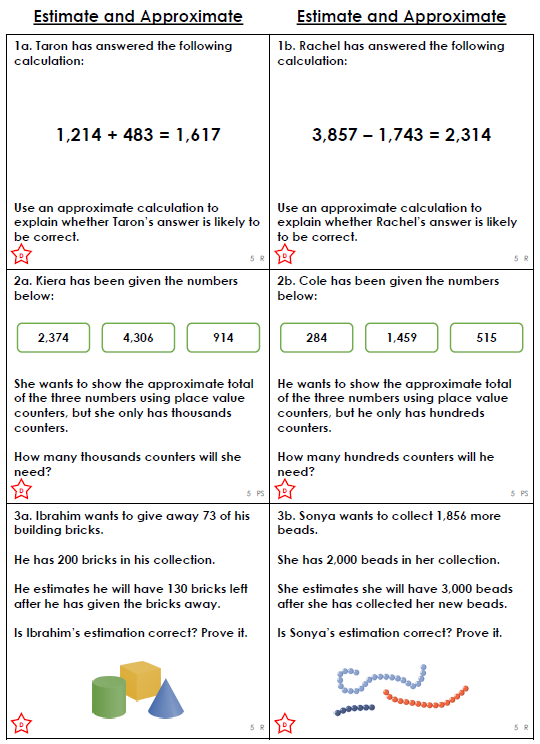 Estimate and Approximate
Estimate and Approximate
1a. Taron has answered the following
calculation:
1,214 + 483 = 1,617
Use an approximate calculation to
explain whether Taron's answer is likely to
be correct.
D
5 R
1b. Rachel has answered the following
calculation:
3,857 – 1,743 = 2,314
Use an approximate calculation to
explain whether Rachel's answer is likely
to be correct.
D
5 R
2a. Kiera has been given the numbers
below:
2,374
4,306
914
She wants to show the approximate total
of the three numbers using place value
counters, but she only has thousands
counters.
How many thousands counters will she
need?
D
5 PS
2b. Cole has been given the numbers
below:
284
1,459
515
He wants to show the approximate total
of the three numbers using place value
counters, but he only has hundreds
counters.
How many hundreds counters will he
need?
D
5 PS
3a. Ibrahim wants to give away 73 of his
building bricks.
He has 200 bricks in his collection.
He estimates he will have 130 bricks left
after he has given the bricks away.
Is Ibrahim's estimation correct? Prove it.
D
5 R
3b. Sonya wants to collect 1,856 more
beads.
She has 2,000 beads in her collection.
She estimates she will have 3,000 beads
after she has collected her new beads.
Is Sonya's estimation correct? Prove it.
D
5 R